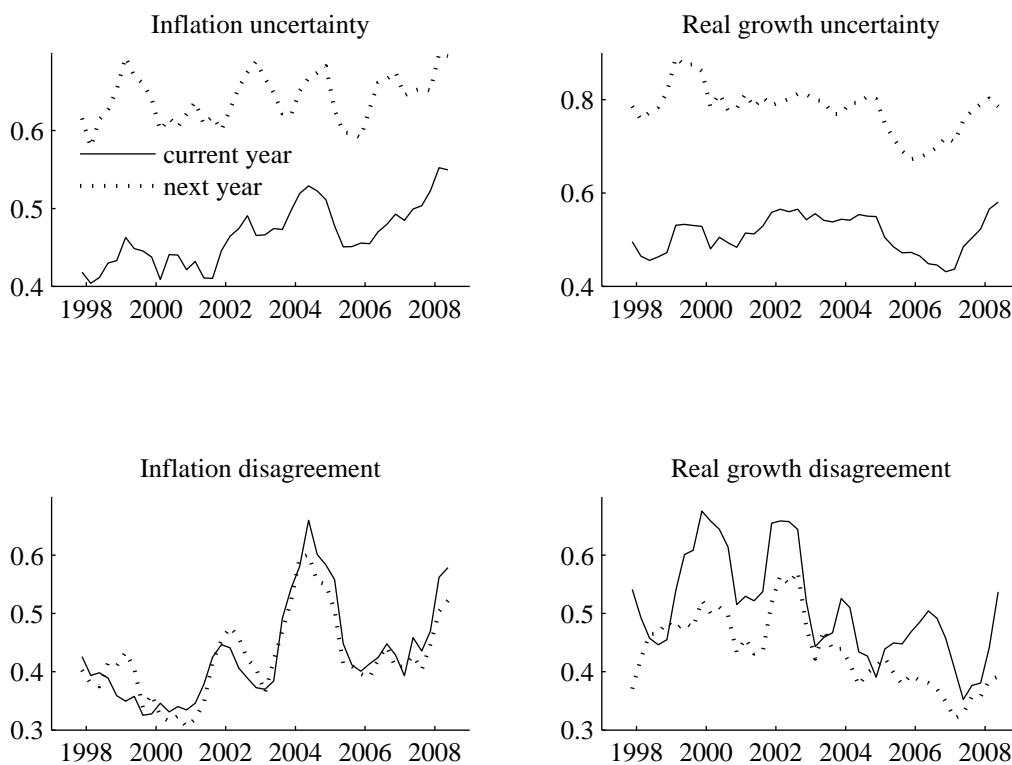 Inflation uncertainty
0.6
0.5
0.4
current year
next year
1998 2000 2002 2004 2006 2008
Real growth uncertainty
0.8
0.6
0.4
1998 2000 2002 2004 2006 2008
Inflation disagreement
0.6
0.5
0.4
0.3
1998 2000 2002 2004 2006 2008
Real growth disagreement
0.6
0.5
0.4
0.3
1998 2000 2002 2004 2006 2008